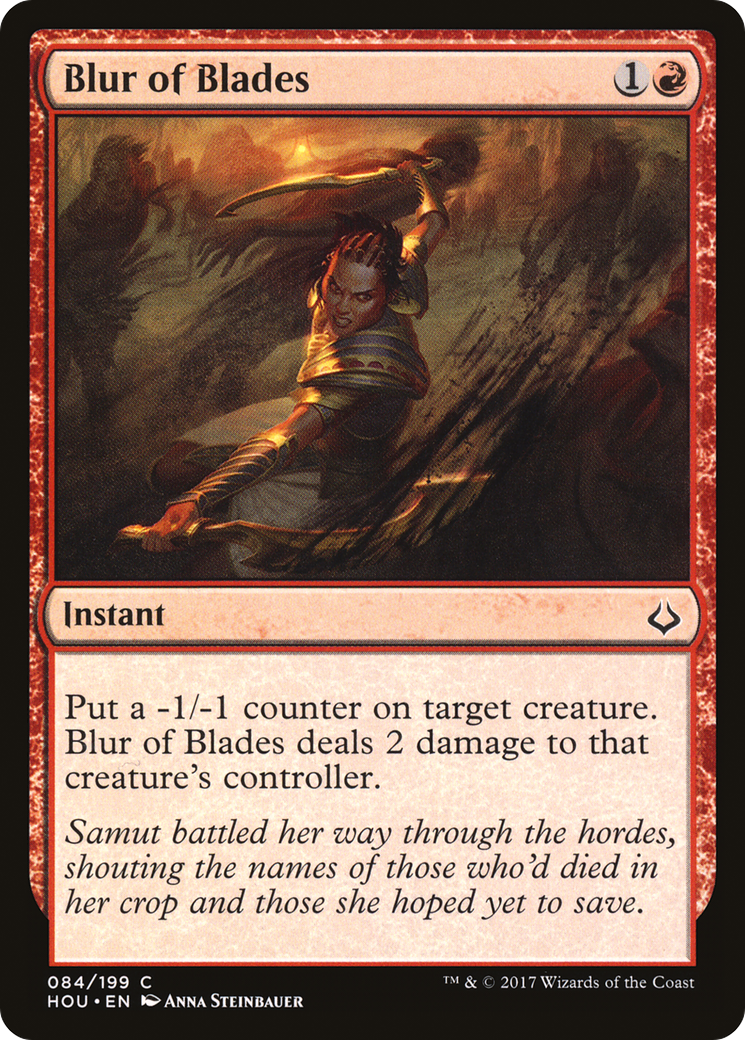 Blur of Blades 1
Instant
Put a -1/-1 counter on target creature.
Blur of Blades deals 2 damage to that
creature's controller.
Samut battled her way through the hordes,
shouting the names of those who'd died in
her crop and those she hoped yet to save.
084/199 C ™ & © 2017 Wizards of the Coast
HOU • EN Anna Steinbauer